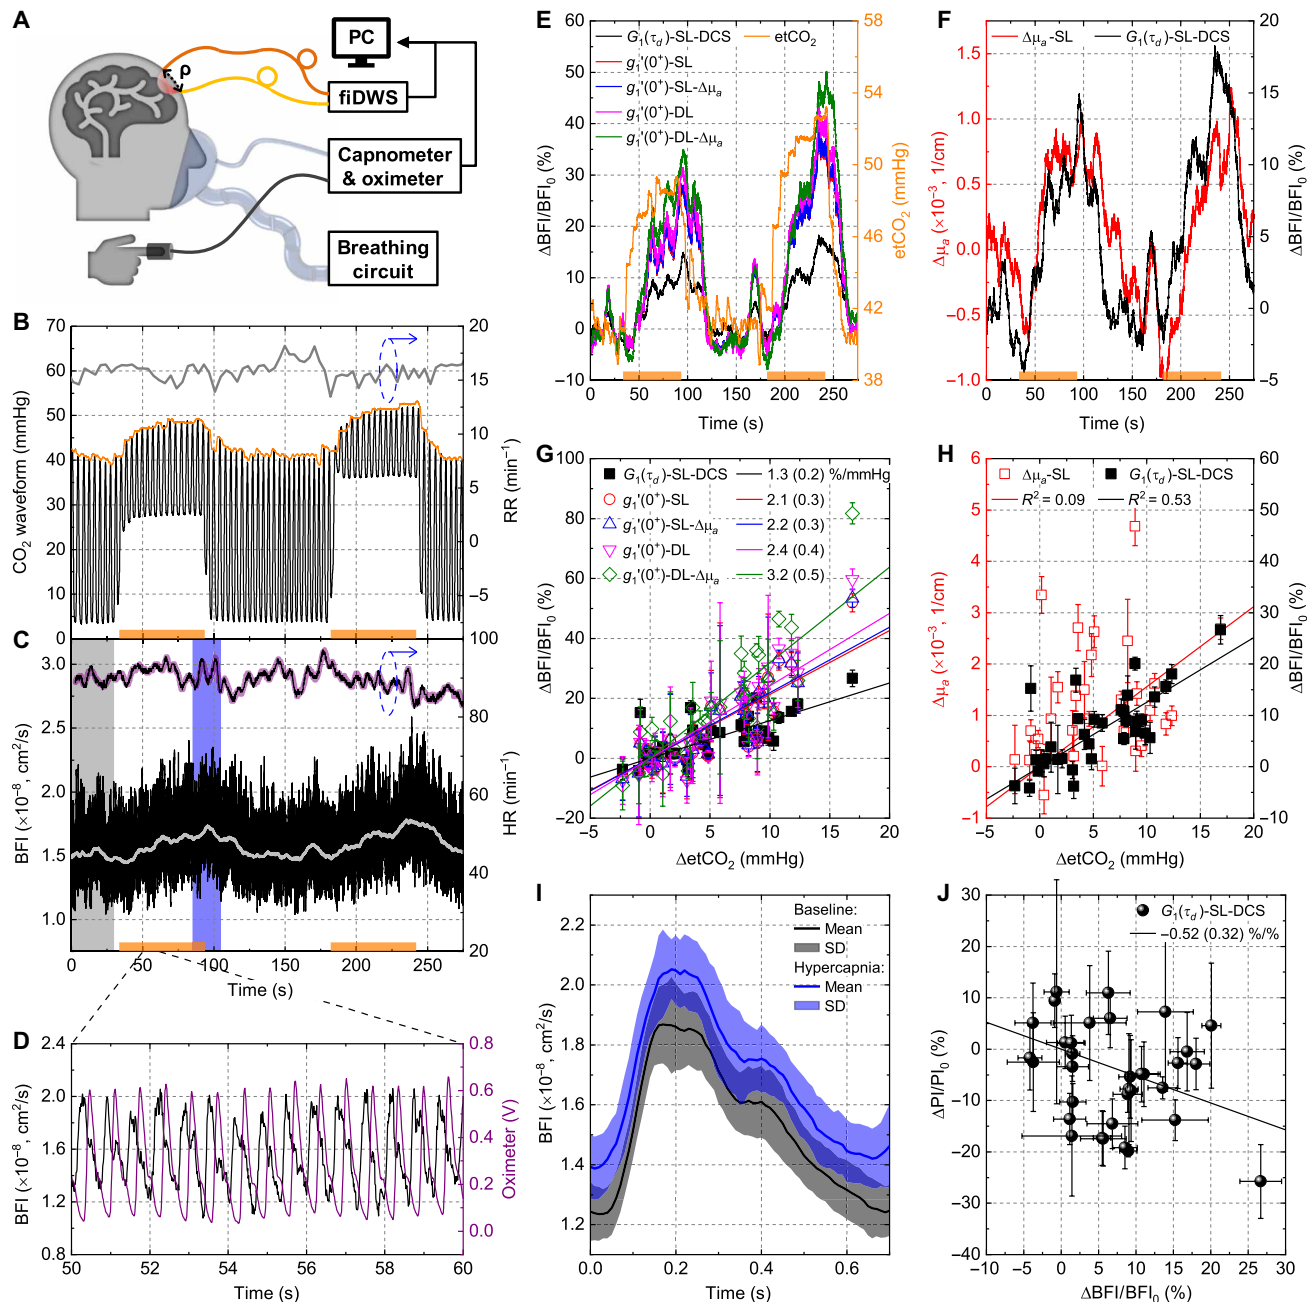 A
PC
ρ
fiDWS
Capnometer
& oximeter
Breathing
circuit
B
70
60
50
40
30
20
10
0
CO2 waveform (mmHg)
20
15
10
5
0
−5
RR (min−1)
0 50 100 150 200 250
C
3.0
2.5
2.0
1.5
1.0
BFI (×10−8, cm2/s)
100
80
60
40
20
HR (min−1)
0 50 100 150 200 250
Time (s)
D
2.4
2.0
1.6
1.2
0.8
BFI (×10−8, cm2/s)
0.8
0.6
0.4
0.2
0.0
Oximeter (V)
50 52 54 56 58 60
Time (s)
E
60
50
40
30
20
10
0
−10
ΔBFI/BFI0 (%)
G1(τd)-SL-DCS
etCO2
g1'(0+)-SL
g1'(0+)-SL-Δμa
g1'(0+)-DL
g1'(0+)-DL-Δμa
58
54
50
46
42
38
etCO2 (mmHg)
0 50 100 150 200 250
Time (s)
F
1.5
1.0
0.5
0.0
−0.5
−1.0
Δμa (×10−3, 1/cm)
Δμa-SL
G1(τd)-SL-DCS
20
15
10
5
0
−5
ΔBFI/BFI0 (%)
0 50 100 150 200 250
Time (s)
G
100
80
60
40
20
0
−20
ΔBFI/BFI0 (%)
G1(τd)-SL-DCS 1.3 (0.2) %/mmHg
g1'(0+)-SL 2.1 (0.3)
g1'(0+)-SL-Δμa 2.2 (0.3)
g1'(0+)-DL 2.4 (0.4)
g1'(0+)-DL-Δμa 3.2 (0.5)
−5 0 5 10 15 20
ΔetCO2 (mmHg)
H
6
5
4
3
2
1
0
−1
Δμa (×10−3, 1/cm)
Δμa-SL G1(τd)-SL-DCS
R2 = 0.09 R2 = 0.53
60
50
40
30
20
10
0
−10
ΔBFI/BFI0 (%)
−5 0 5 10 15 20
ΔetCO2 (mmHg)
I
2.2
2.0
1.8
1.6
1.4
1.2
BFI (×10−8, cm2/s)
Baseline:
Mean
SD
Hypercapnia:
Mean
SD
0.0 0.2 0.4 0.6
Time (s)
J
30
20
10
0
−10
−20
−30
−40
ΔPI/PI0 (%)
G1(τd)-SL-DCS
−0.52 (0.32) %/%
−10 −5 0 5 10 15 20 25 30
ΔBFI/BFI0 (%)